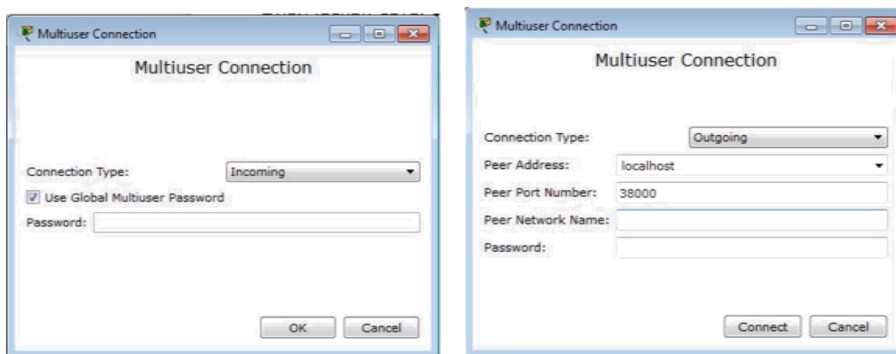 Multiuser Connection
Multiuser Connection
Connection Type: Incoming
Use Global Multiuser Password
Password:
OK Cancel
Multiuser Connection
Multiuser Connection
Connection Type: Outgoing
Peer Address: localhost
Peer Port Number: 38000
Peer Network Name:
Password:
Connect Cancel